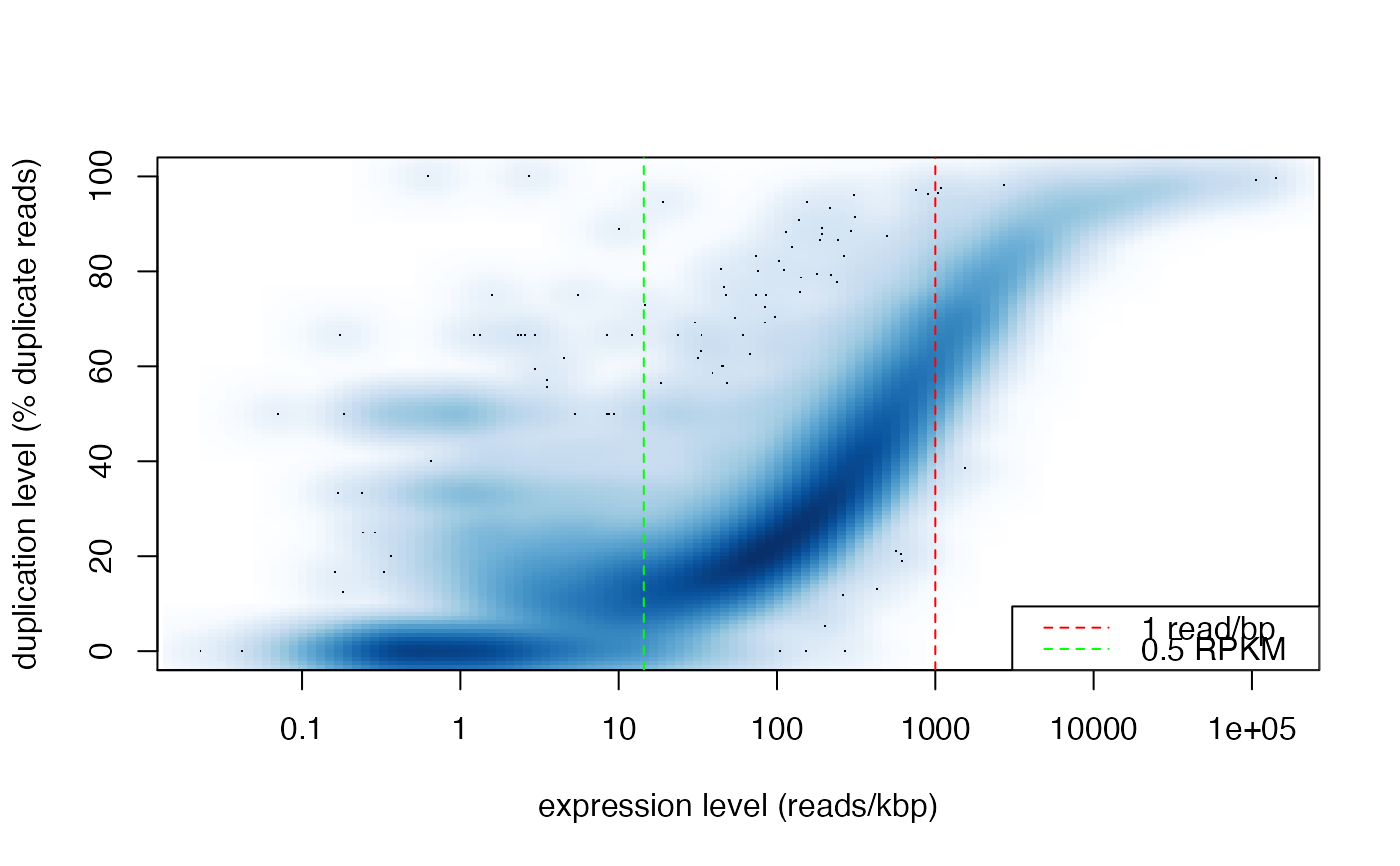 duplication level (% duplicate reads)
100
80
60
40
20
0
1 read/bp
0.5 RPKM
0.1 1 10 100 1000 10000 1e+05
expression level (reads/kbp)